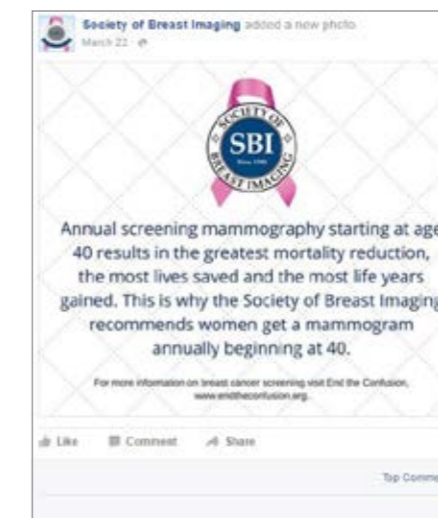 Society of Breast Imaging added a new photo.
March 22
SOCIETY OF
SBI
BREAST IMAGING
Annual screening mammography starting at age
40 results in the greatest mortality reduction,
the most lives saved and the most life years
gained. This is why the Society of Breast Imaging
recommends women get a mammogram
annually beginning at 40.
For more information on breast cancer screening visit End the Confusion,
www.endtheconfusion.org.
Like Comment Share
Top Comme